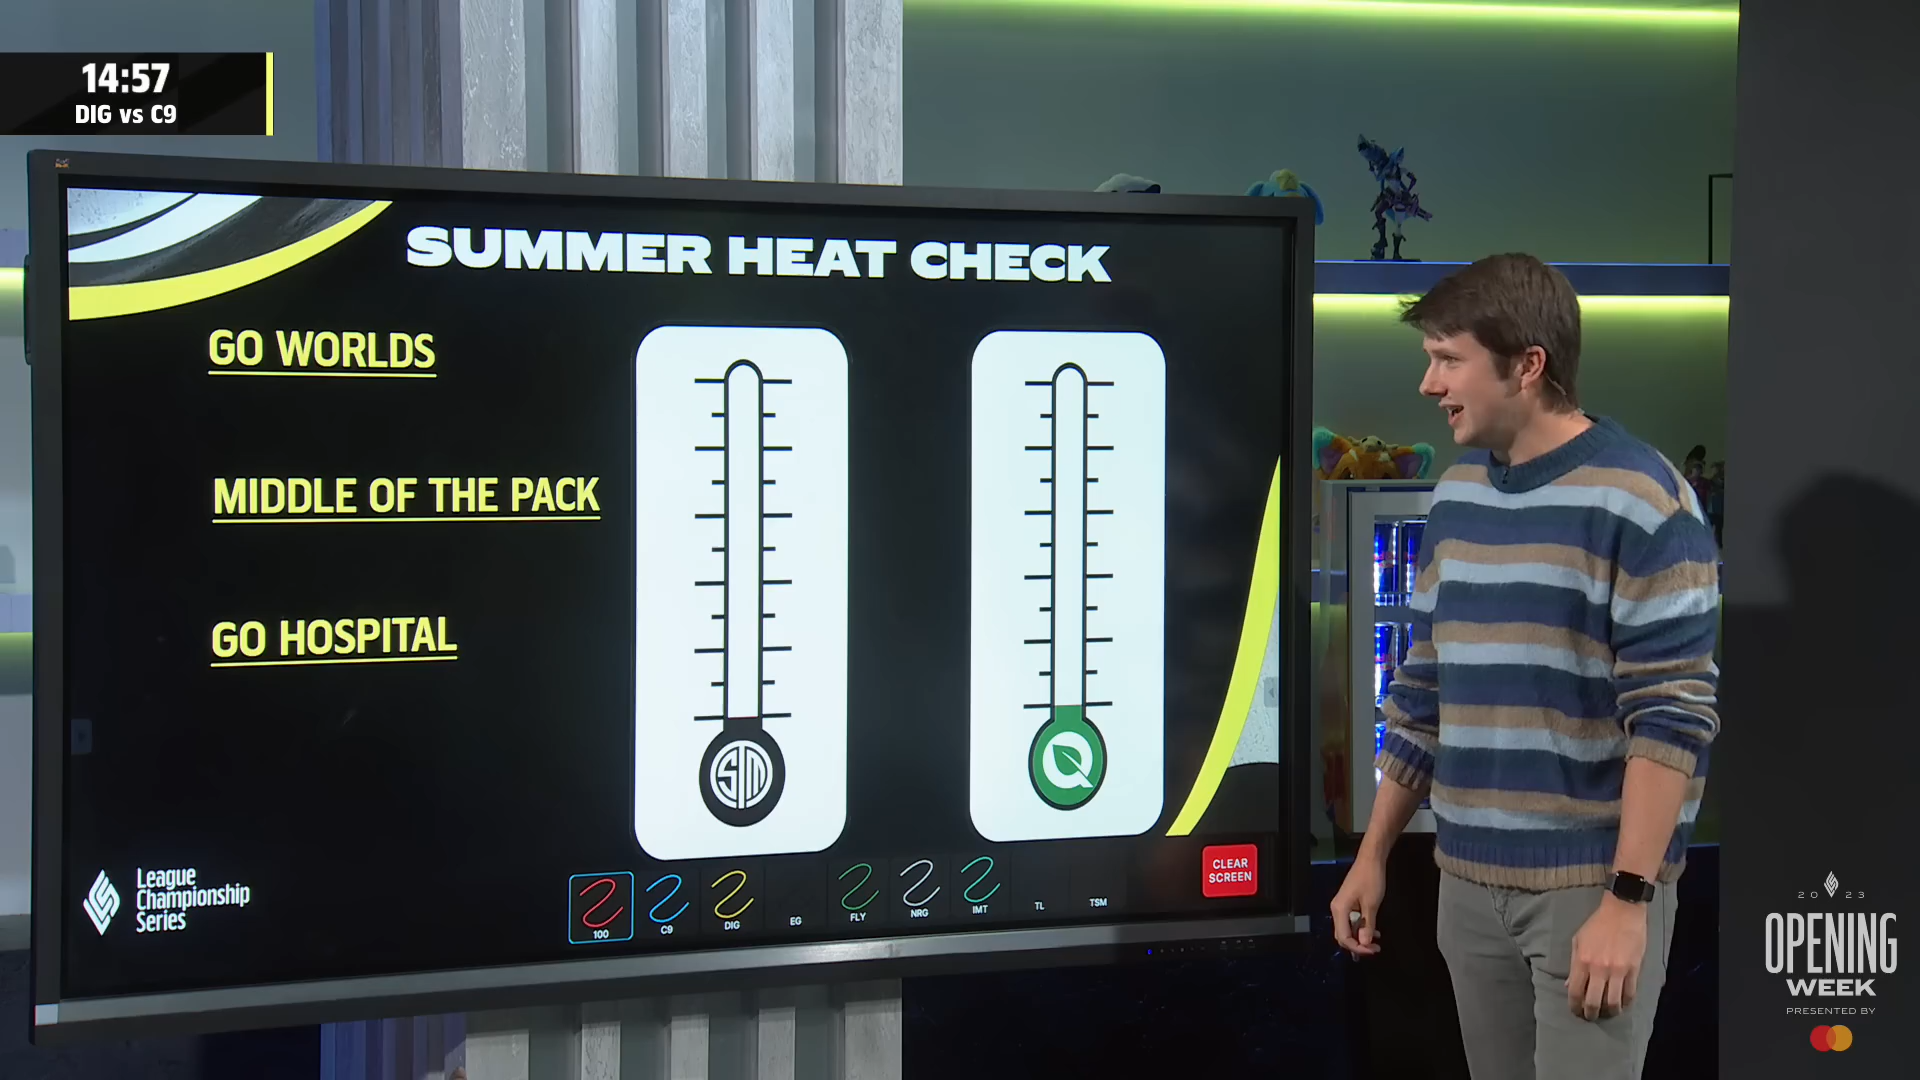 14:57
DIG vs C9
SUMMER HEAT CHECK
GO WORLDS
MIDDLE OF THE PACK
GO HOSPITAL
TSM
League
Championship
Series
100
C9
DIG
EG
FLY
NRG
IMT
TL
TSM
CLEAR
SCREEN
2023
OPENING
WEEK
PRESENTED BY